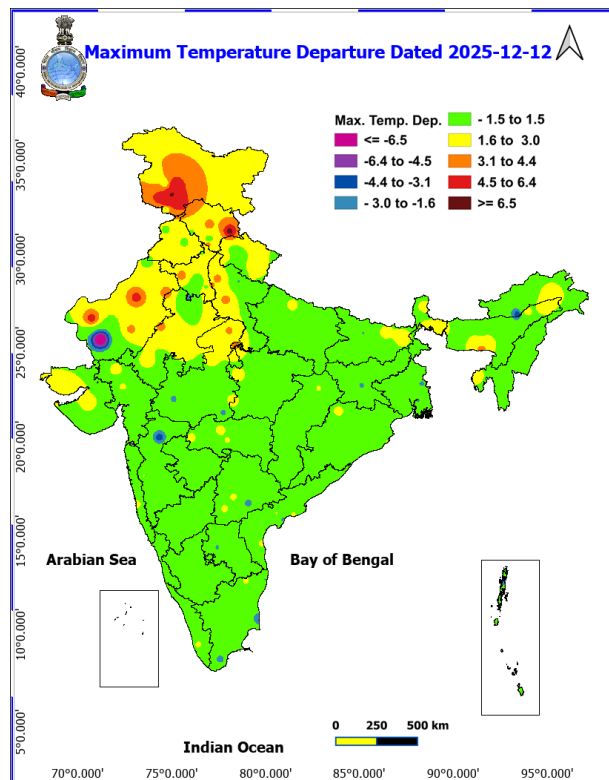 Maximum Temperature Departure Dated 2025-12-12
Max. Temp. Dep.
<= -6.5
-6.4 to -4.5
-4.4 to -3.1
- 3.0 to -1.6
- 1.5 to 1.5
1.6 to 3.0
3.1 to 4.4
4.5 to 6.4
>= 6.5
40°0.000'
35°0.000'
30°0.000'
25°0.000'
20°0.000'
15°0.000'
10°0.000'
5°0.000'
Arabian Sea
Bay of Bengal
Indian Ocean
0 250 500 km
70°0.000' 75°0.000' 80°0.000' 85°0.000' 90°0.000' 95°0.000'